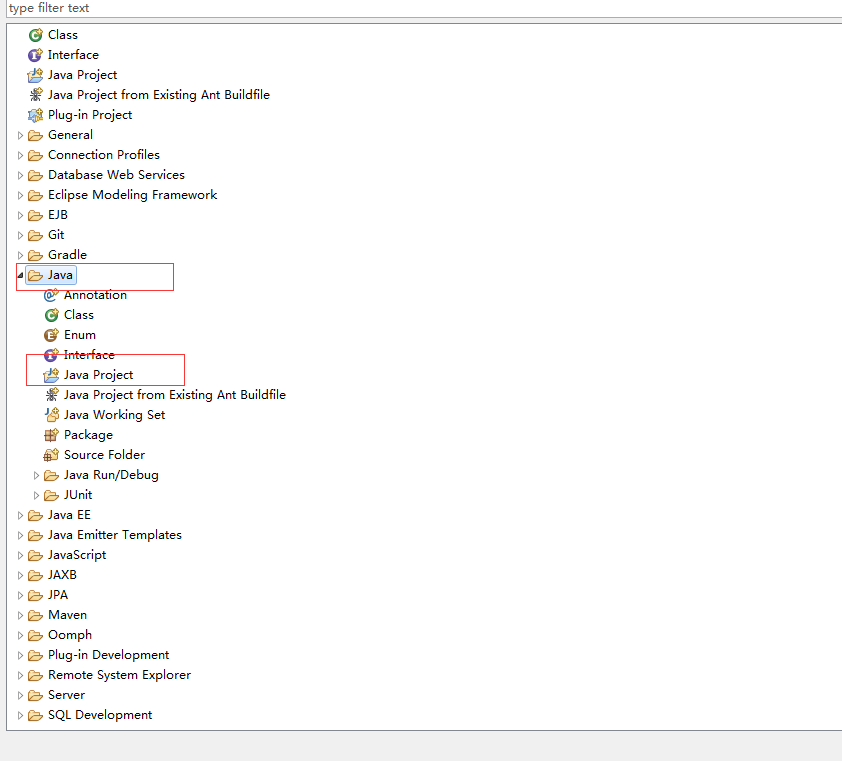 type filter text
Class
Interface
Java Project
Java Project from Existing Ant Buildfile
Plug-in Project
General
Connection Profiles
Database Web Services
Eclipse Modeling Framework
EJB
Git
Gradle
Java
Annotation
Class
Enum
Interface
Java Project
Java Project from Existing Ant Buildfile
Java Working Set
Package
Source Folder
Java Run/Debug
JUnit
Java EE
Java Emitter Templates
JavaScript
JAXB
JPA
Maven
Oomph
Plug-in Development
Remote System Explorer
Server
SQL Development